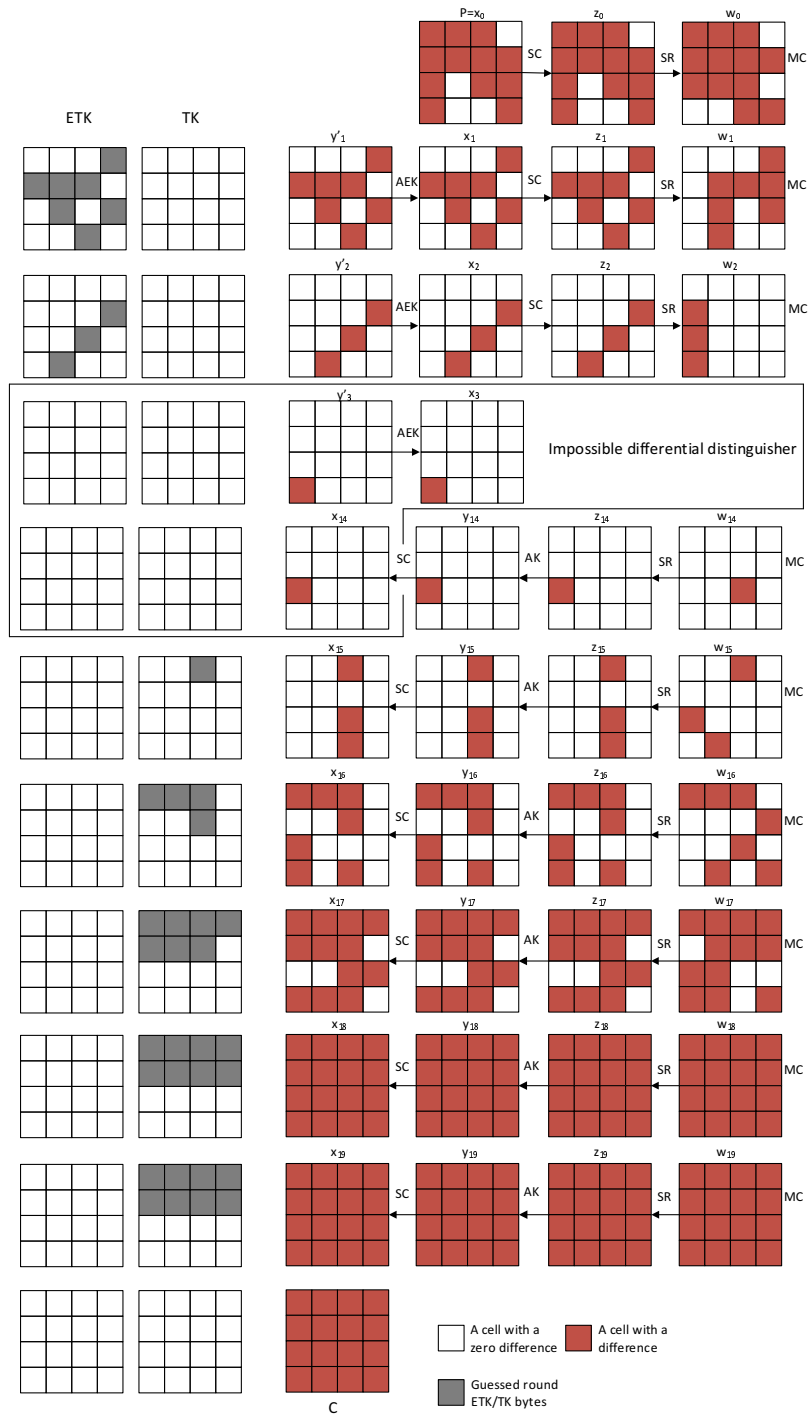 P=x₀ z₀ w₀
SC SR MC
ETK TK
y'₁ x₁ z₁ w₁
AEK SC SR MC
y'₂ x₂ z₂ w₂
AEK SC SR MC
y'₃ x₃
AEK
Impossible differential distinguisher
x₁₄ y₁₄ z₁₄ w₁₄
SC AK SR MC
x₁₅ y₁₅ z₁₅ w₁₅
SC AK SR MC
x₁₆ y₁₆ z₁₆ w₁₆
SC AK SR MC
x₁₇ y₁₇ z₁₇ w₁₇
SC AK SR MC
x₁₈ y₁₈ z₁₈ w₁₈
SC AK SR MC
x₁₉ y₁₉ z₁₉ w₁₉
SC AK SR MC
A cell with a
zero difference
A cell with a
difference
Guessed round
ETK/TK bytes
C